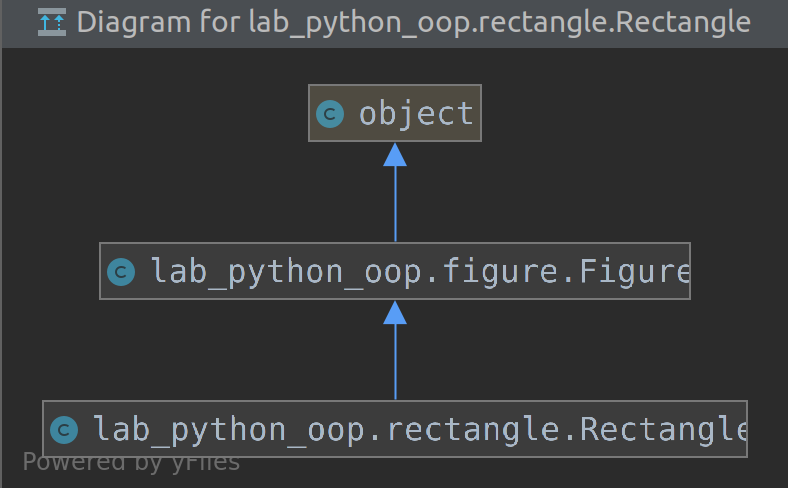 Diagram for lab_python_oop.rectangle.Rectangle
C object
C lab_python_oop.figure.Figure
C lab_python_oop.rectangle.Rectangle
Powered by yFiles